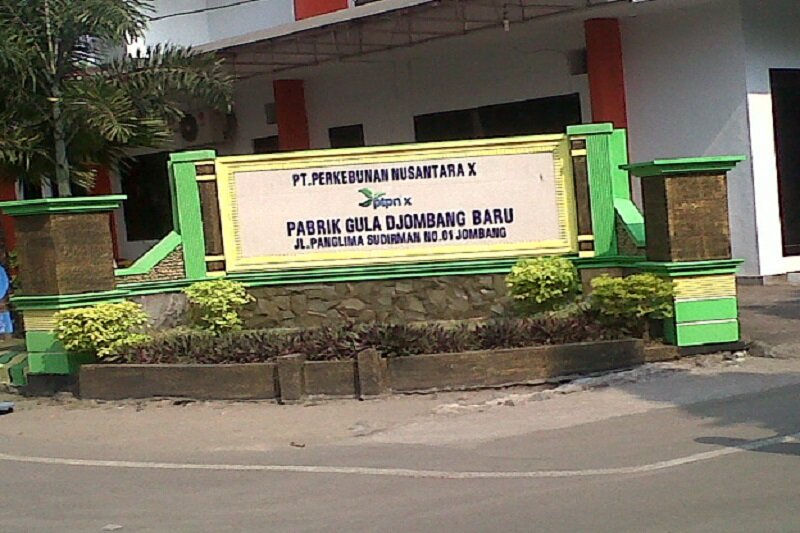 PT.PERKEBUNAN NUSANTARA X
ptpn x
PABRIK GULA DJOMBANG BARU
JL.PANGLIMA SUDIRMAN NO.01 JOMBANG